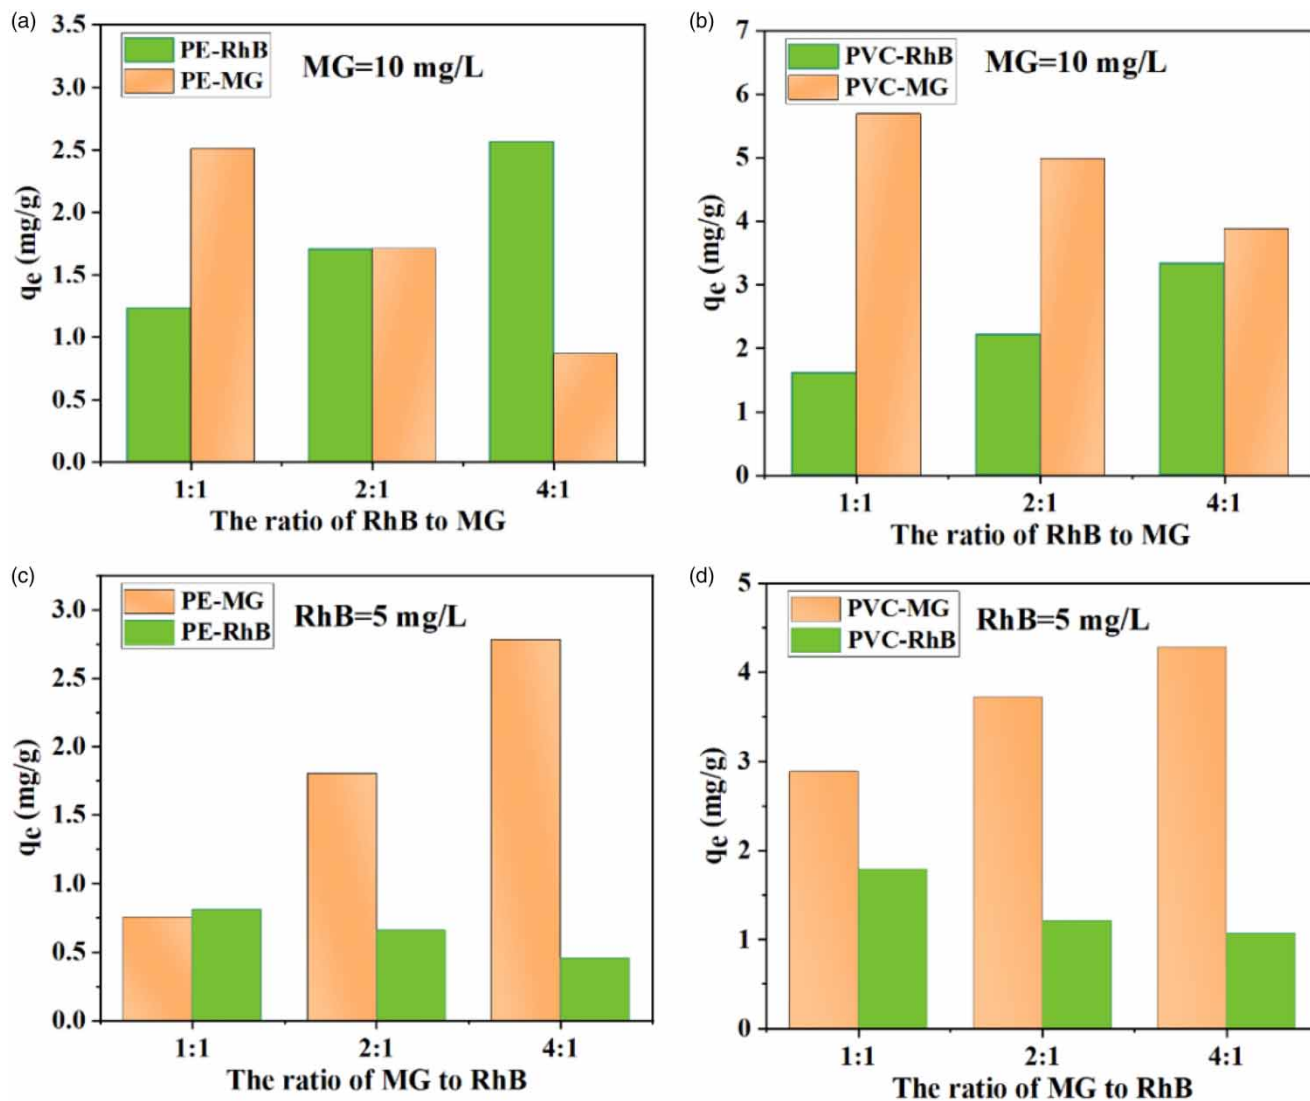 (a)
3.5
3.0
2.5
2.0
1.5
1.0
0.5
0.0
qe (mg/g)
PE-RhB
PE-MG
MG=10 mg/L
1:1
2:1
4:1
The ratio of RhB to MG
(b)
7
6
5
4
3
2
1
0
qe (mg/g)
PVC-RhB
PVC-MG
MG=10 mg/L
1:1
2:1
4:1
The ratio of RhB to MG
(c)
3.0
2.5
2.0
1.5
1.0
0.5
0.0
qe (mg/g)
PE-MG
PE-RhB
RhB=5 mg/L
1:1
2:1
4:1
The ratio of MG to RhB
(d)
5
4
3
2
1
0
qe (mg/g)
PVC-MG
PVC-RhB
RhB=5 mg/L
1:1
2:1
4:1
The ratio of MG to RhB